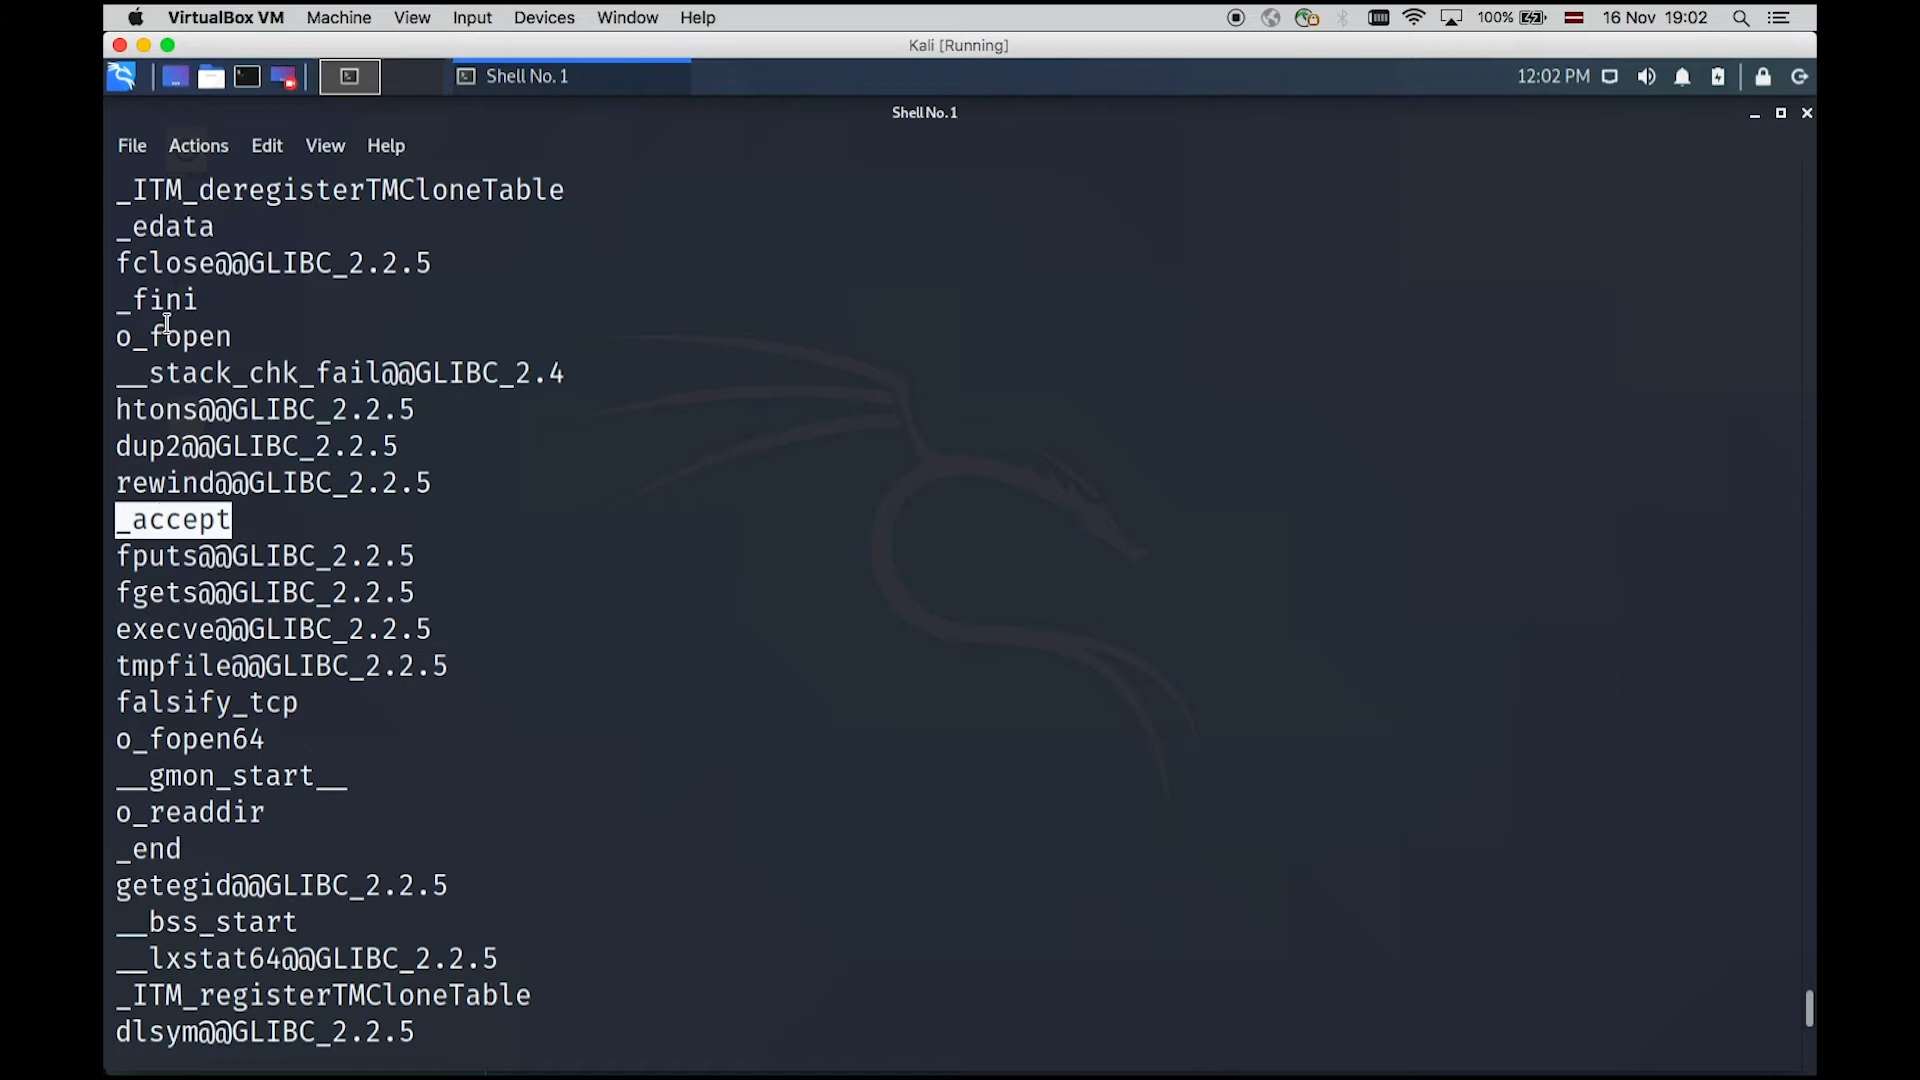 VirtualBox VM Machine View Input Devices Window Help 100% 16 Nov 19:02
Kali [Running]
Shell No. 1 12:02 PM
Shell No. 1
File Actions Edit View Help
_ITM_deregisterTMCloneTable
_edata
fclose@@GLIBC_2.2.5
_fini
o_fopen
__stack_chk_fail@@GLIBC_2.4
htons@@GLIBC_2.2.5
dup2@@GLIBC_2.2.5
rewind@@GLIBC_2.2.5
_accept
fputs@@GLIBC_2.2.5
fgets@@GLIBC_2.2.5
execve@@GLIBC_2.2.5
tmpfile@@GLIBC_2.2.5
falsify_tcp
o_fopen64
__gmon_start__
o_readdir
_end
getegid@@GLIBC_2.2.5
__bss_start
__lxstat64@@GLIBC_2.2.5
_ITM_registerTMCloneTable
dlsym@@GLIBC_2.2.5